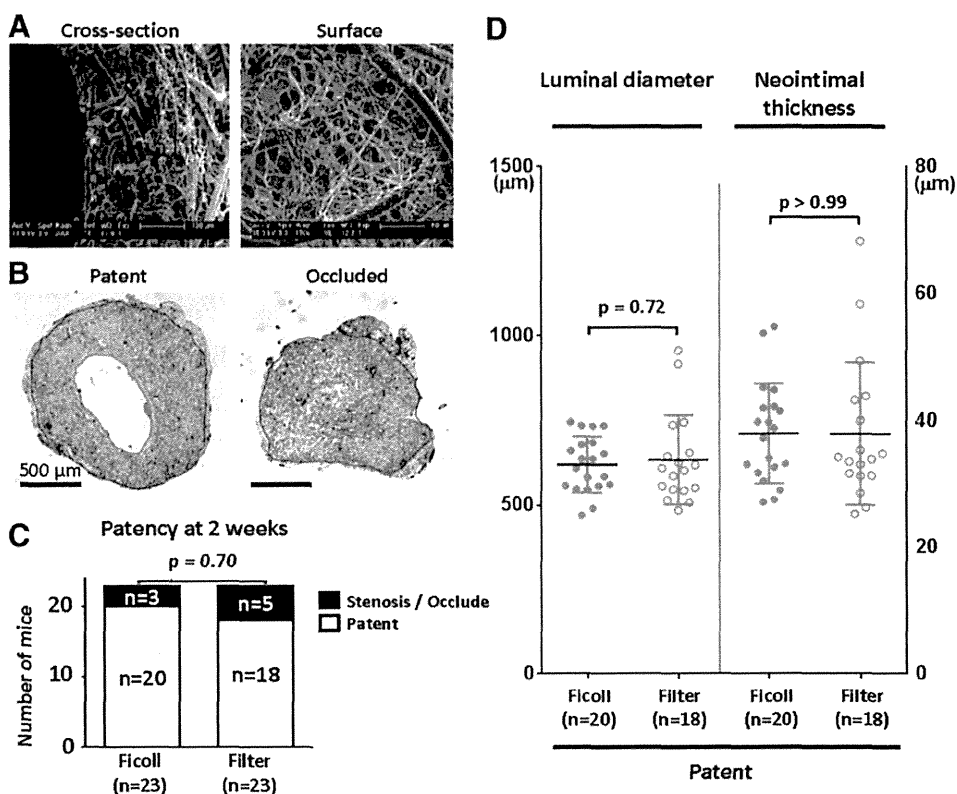 A
Cross-section
Surface
B
Patent
Occluded
500 μm
C
Patency at 2 weeks
p = 0.70
Number of mice
20
10
0
n=3
n=5
n=20
n=18
Stenosis / Occlude
Patent
Ficoll
(n=23)
Filter
(n=23)
D
Luminal diameter
Neointimal
thickness
1500
(μm)
1000
500
0
80
(μm)
60
40
20
0
p = 0.72
p > 0.99
Ficoll
(n=20)
Filter
(n=18)
Ficoll
(n=20)
Filter
(n=18)
Patent